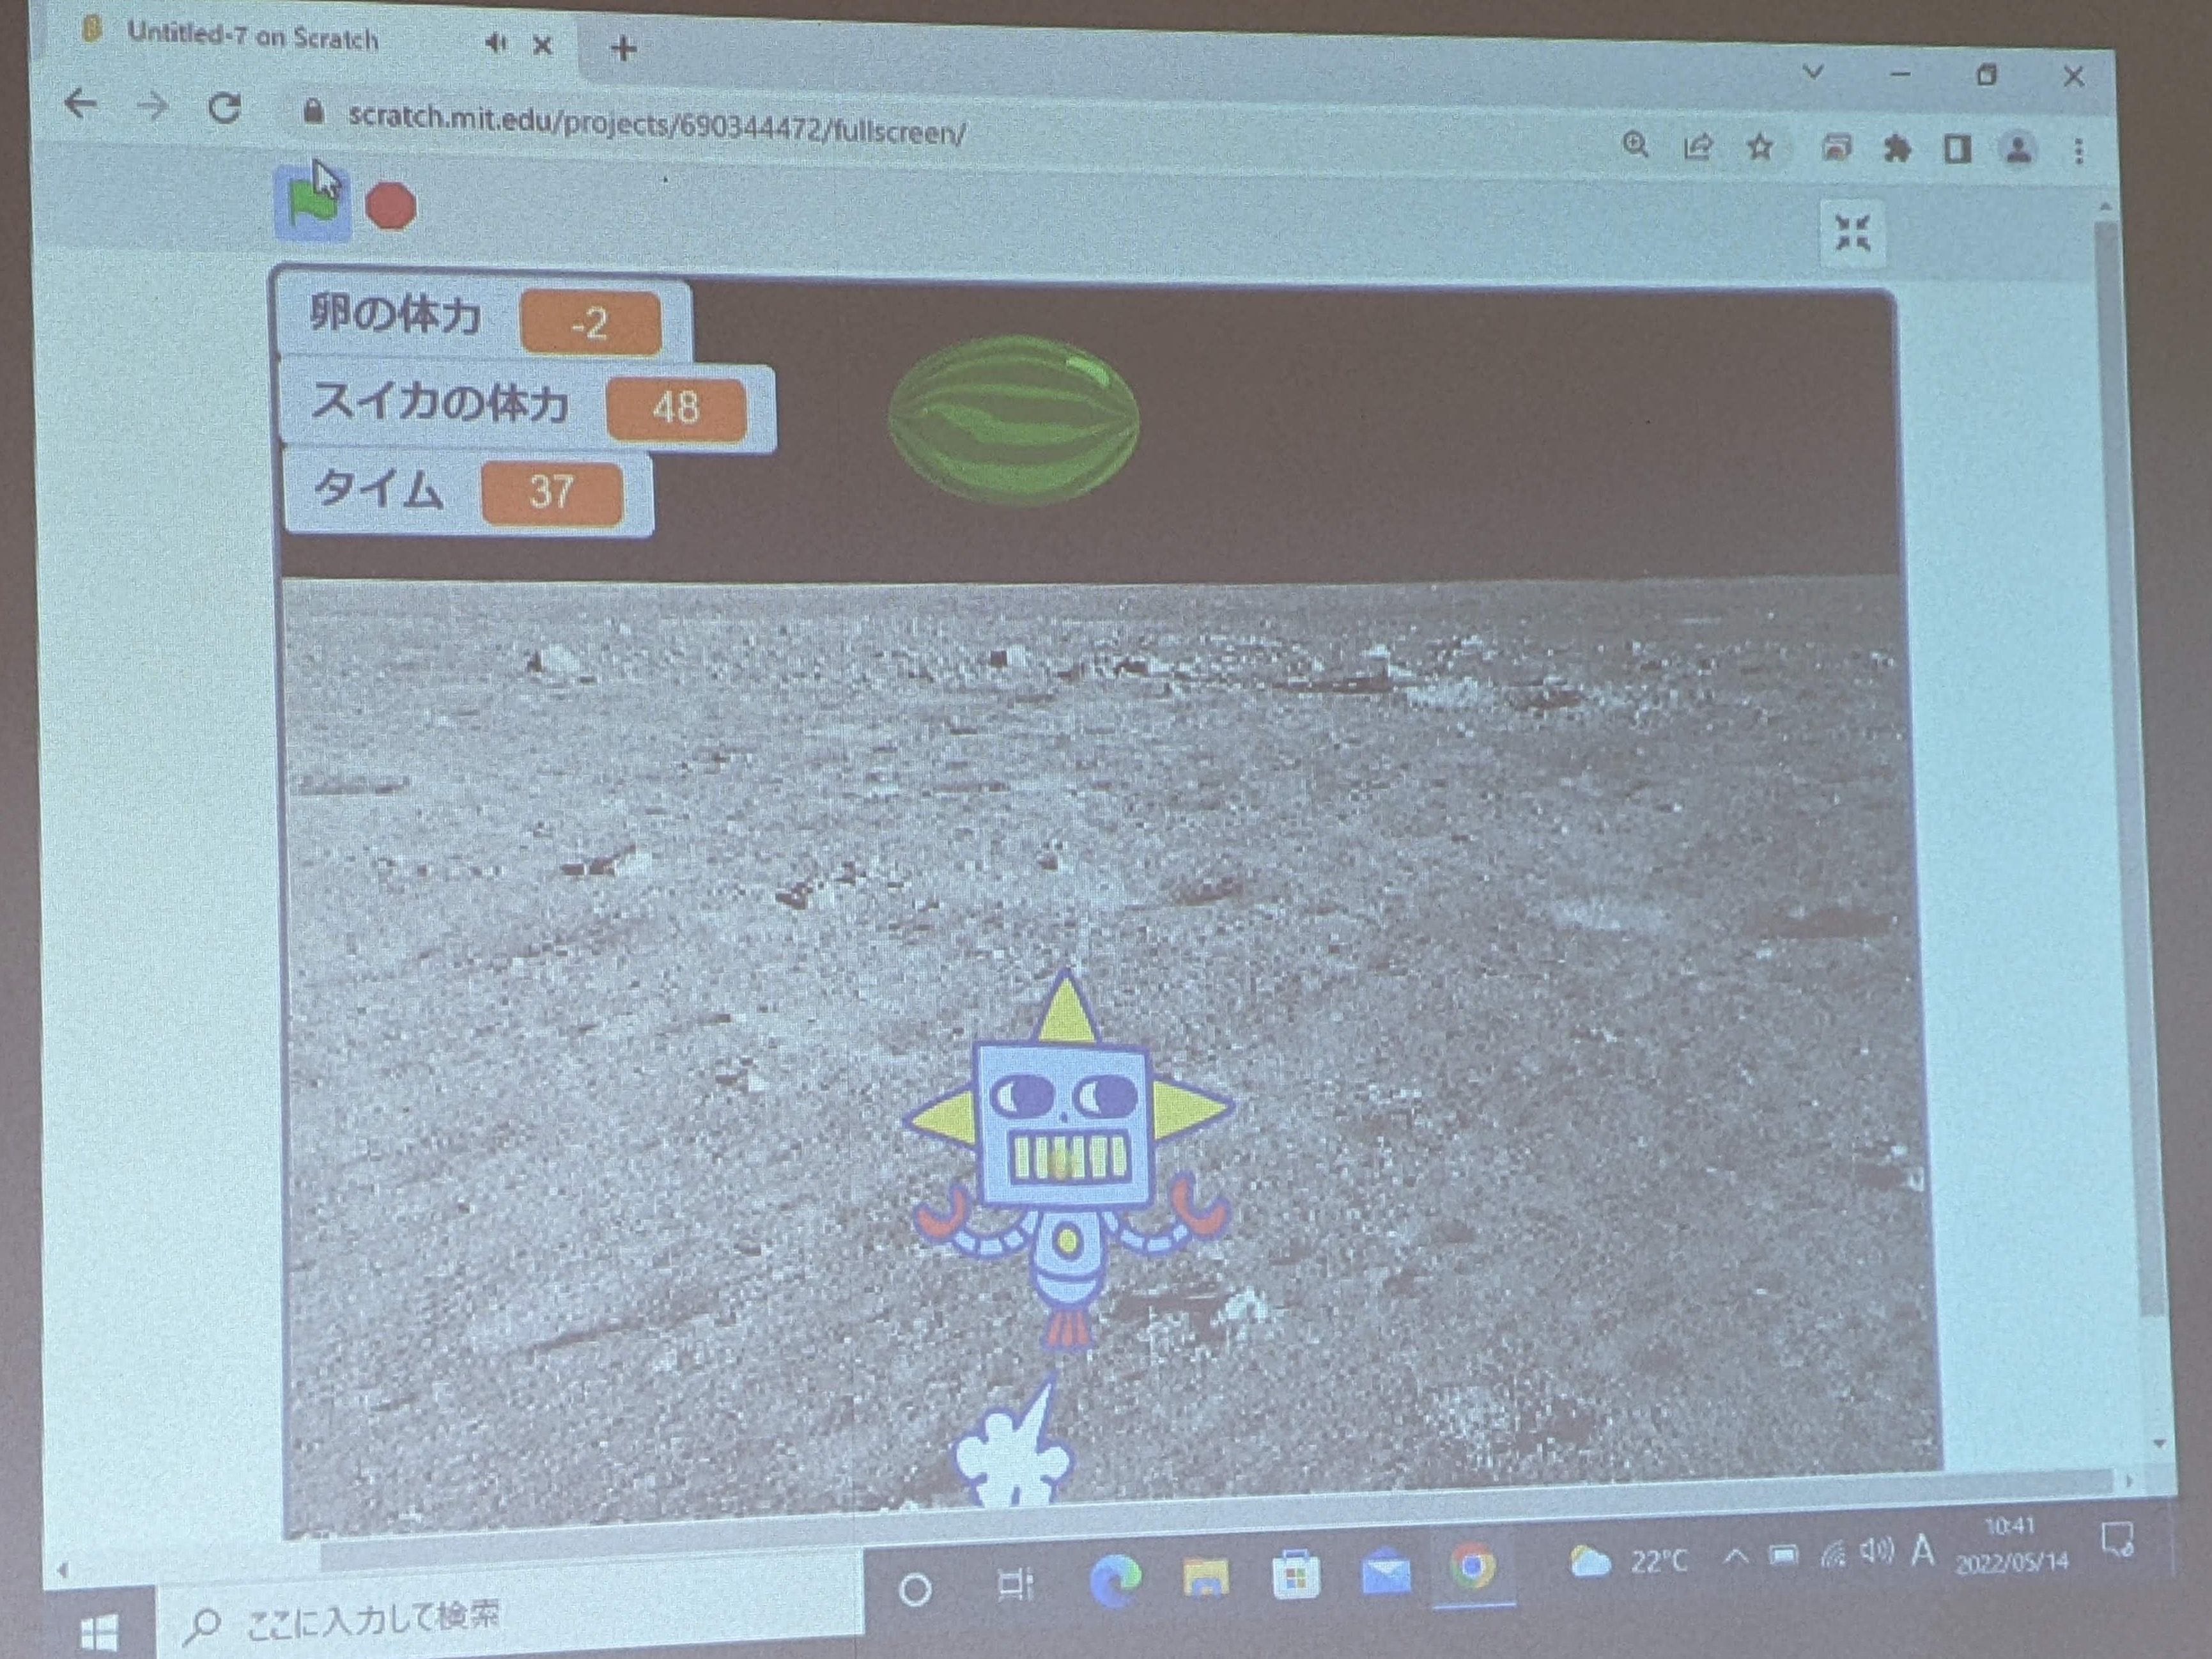 Untitled-7 on Scratch
scratch.mit.edu/projects/690344472/fullscreen/
卵の体力 -2
スイカの体力 48
タイム 37
ここに入力して検索
22°C
A
10:41
2022/05/14